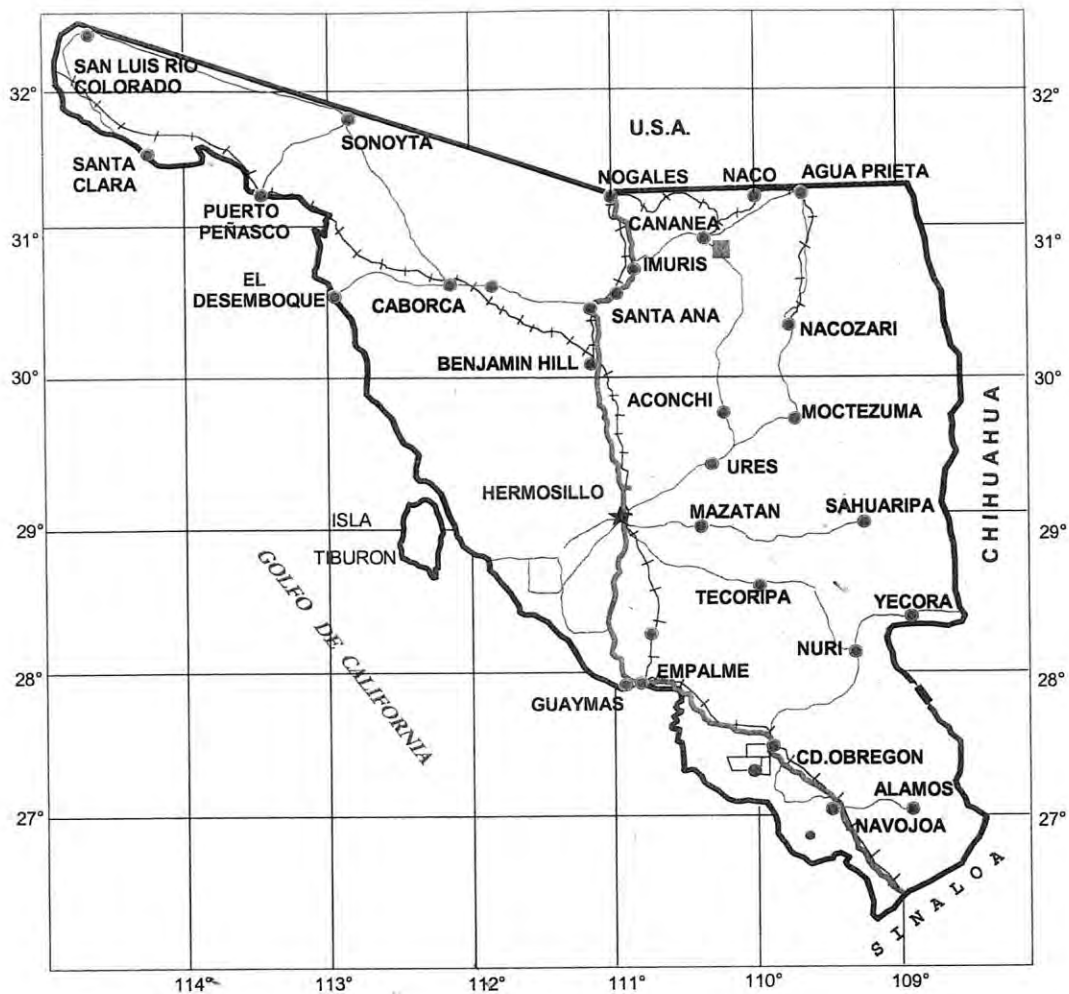 SAN LUIS RIO
COLORADO
32°
32°
U.S.A.
SONOYTA
SANTA
CLARA
NOGALES
NACO
AGUA PRIETA
PUERTO
PEÑASCO
CANANEA
31°
31°
IMURIS
EL
DESEMBOQUE
CABORCA
SANTA ANA
NACOZARI
BENJAMIN HILL
30°
30°
ACONCHI
MOCTEZUMA
CHIHUAHUA
URES
HERMOSILLO
MAZATAN
SAHUARIPA
29°
29°
ISLA
TIBURON
GOLFO DE CALIFORNIA
TECORIPA
YECORA
NURI
28°
28°
EMPALME
GUAYMAS
CD.OBREGON
ALAMOS
27°
27°
NAVOJOA
SINALOA
114°
113°
112°
111°
110°
109°